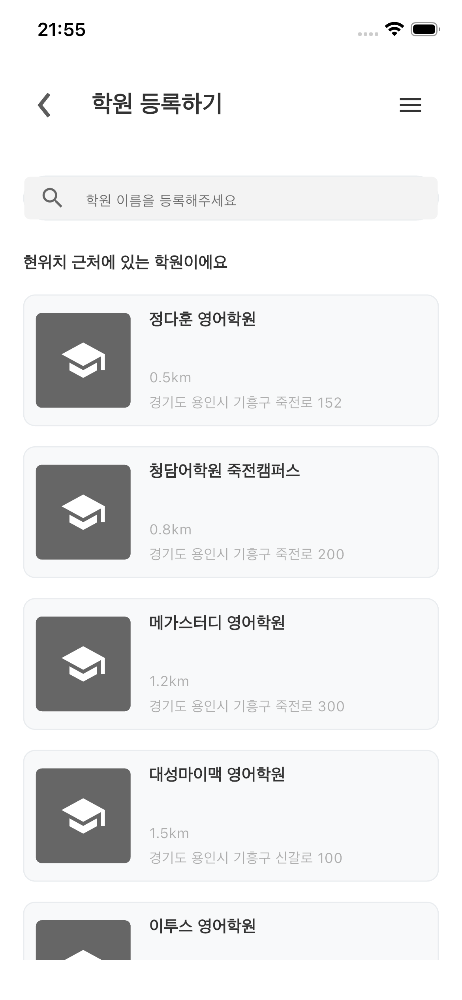 21:55
학원 등록하기
학원 이름을 등록해주세요
현위치 근처에 있는 학원이에요
정다훈 영어학원
0.5km
경기도 용인시 기흥구 죽전로 152
청담어학원 죽전캠퍼스
0.8km
경기도 용인시 기흥구 죽전로 200
메가스터디 영어학원
1.2km
경기도 용인시 기흥구 죽전로 300
대성마이맥 영어학원
1.5km
경기도 용인시 기흥구 신갈로 100
이투스 영어학원